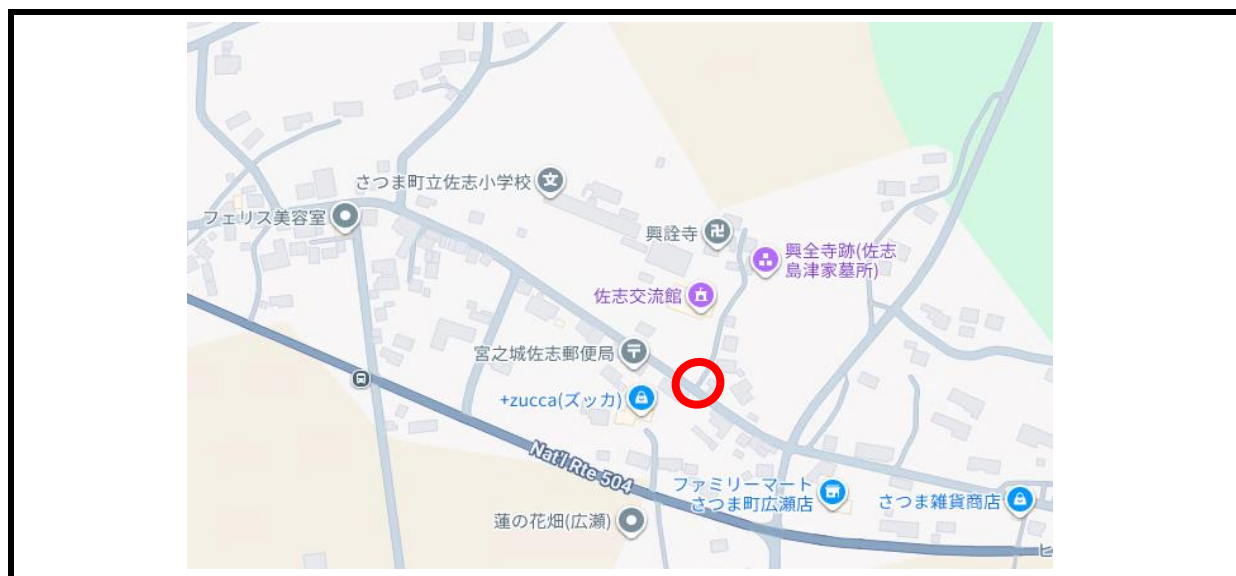 さつま町立佐志小学校
文
フェリス美容室
興詮寺
卍
興全寺跡(佐志
島津家墓所)
佐志交流館
宮之城佐志郵便局
〒
+zucca(ズッカ)
Nat'l Rte 504
ファミリーマート
さつま町広瀬店
さつま雑貨商店
蓮の花畑(広瀬)
ヒ